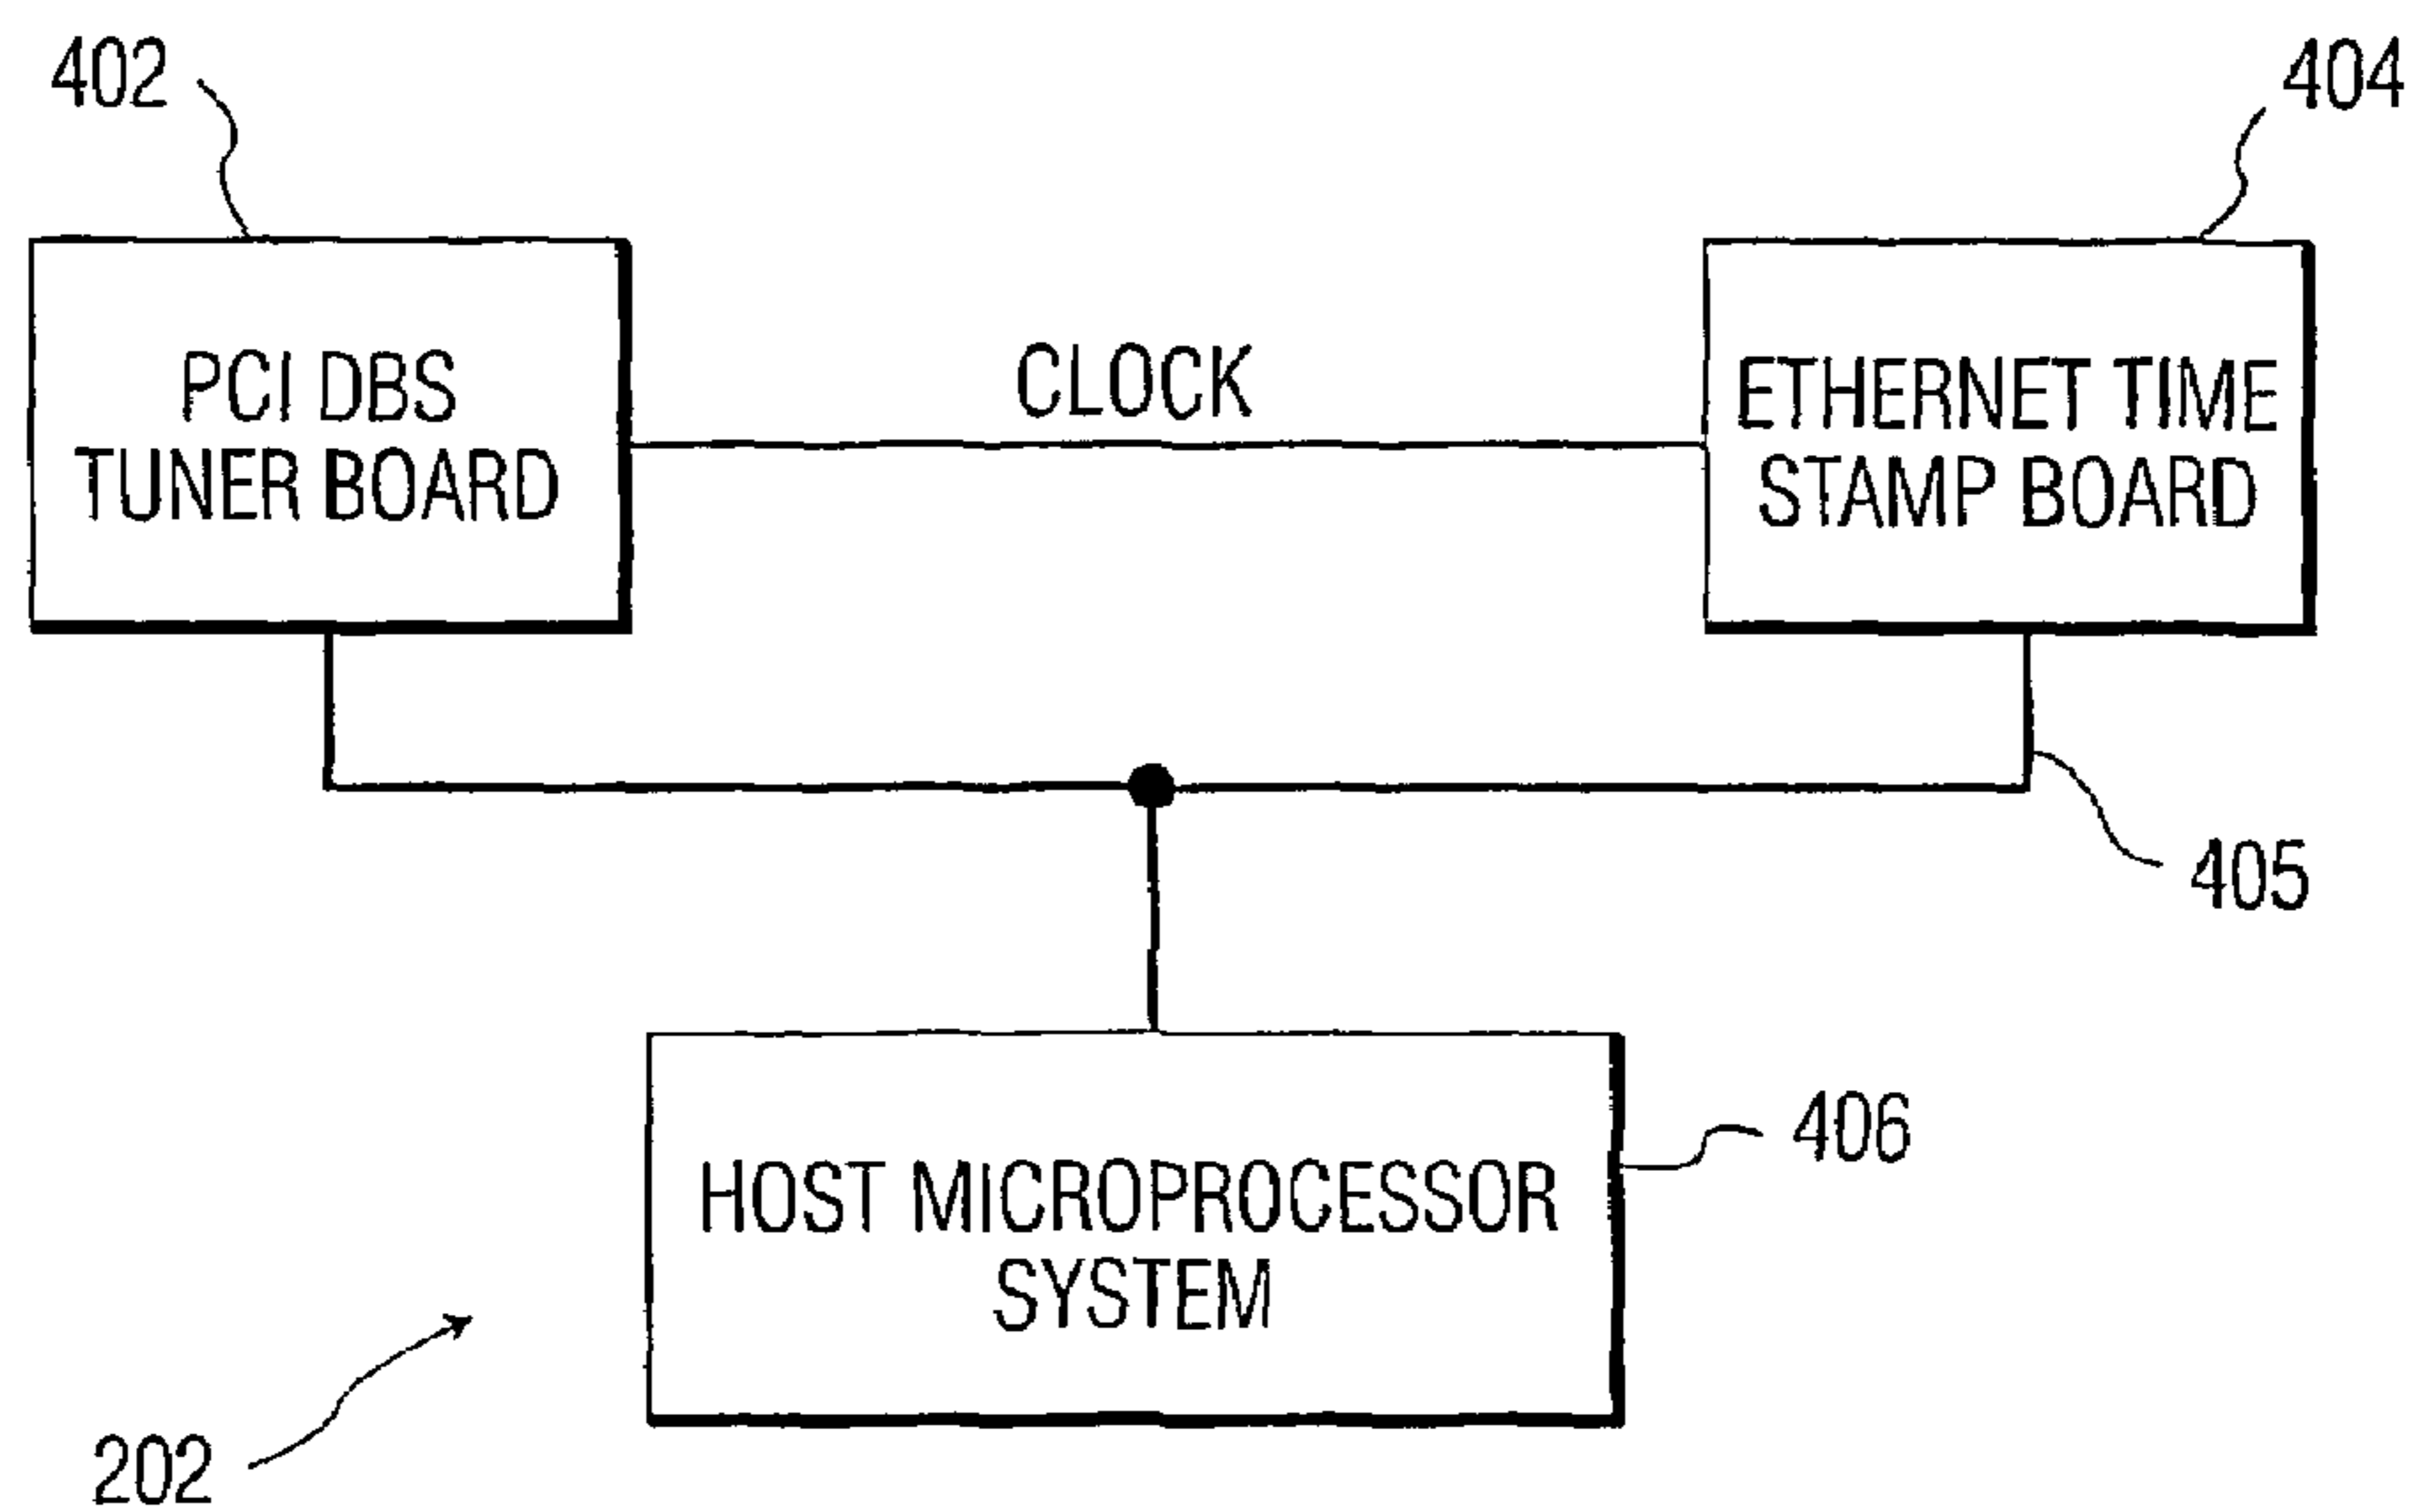 402
404
PCI DBS
TUNER BOARD
CLOCK
ETHERNET TIME
STAMP BOARD
405
HOST MICROPROCESSOR
SYSTEM
406
202